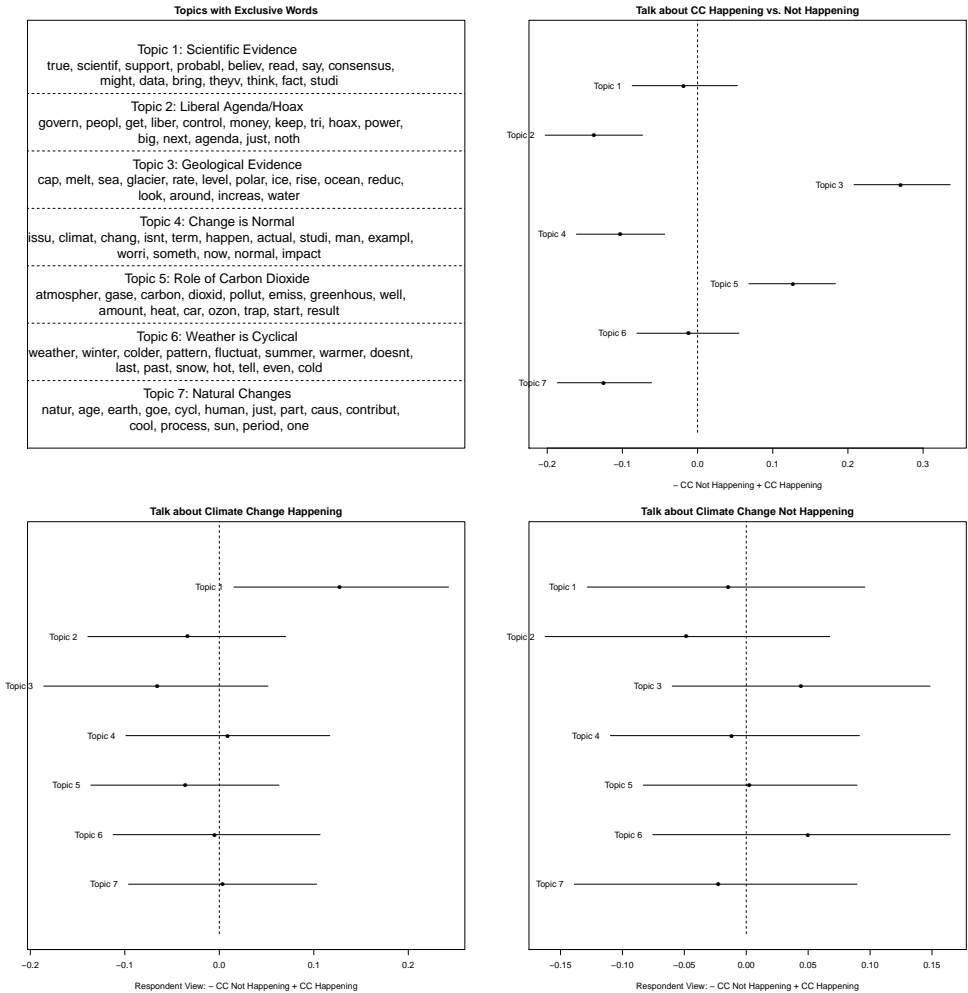 Topics with Exclusive Words
Topic 1: Scientific Evidence
true, scientif, support, probabl, believ, read, say, consensus,
might, data, bring, theyv, think, fact, studi
Topic 2: Liberal Agenda/Hoax
govern, peopl, get, liber, control, money, keep, tri, hoax, power,
big, next, agenda, just, noth
Topic 3: Geological Evidence
cap, melt, sea, glacier, rate, level, polar, ice, rise, ocean, reduc,
look, around, increas, water
Topic 4: Change is Normal
issu, climat, chang, isnt, term, happen, actual, studi, man, exampl,
worri, someth, now, normal, impact
Topic 5: Role of Carbon Dioxide
atmospher, gase, carbon, dioxid, pollut, emiss, greenhous, well,
amount, heat, car, ozon, trap, start, result
Topic 6: Weather is Cyclical
weather, winter, colder, pattern, fluctuat, summer, warmer, doesnt,
last, past, snow, hot, tell, even, cold
Topic 7: Natural Changes
natur, age, earth, goe, cycl, human, just, part, caus, contribut,
cool, process, sun, period, one
Talk about CC Happening vs. Not Happening
Topic 1
Topic 2
Topic 3
Topic 4
Topic 5
Topic 6
Topic 7
−0.2 −0.1 0.0 0.1 0.2 0.3
− CC Not Happening + CC Happening
Talk about Climate Change Happening
Topic 1
Topic 2
Topic 3
Topic 4
Topic 5
Topic 6
Topic 7
−0.2 −0.1 0.0 0.1 0.2
Respondent View: − CC Not Happening + CC Happening
Talk about Climate Change Not Happening
Topic 1
Topic 2
Topic 3
Topic 4
Topic 5
Topic 6
Topic 7
−0.15 −0.10 −0.05 0.00 0.05 0.10 0.15
Respondent View: − CC Not Happening + CC Happening